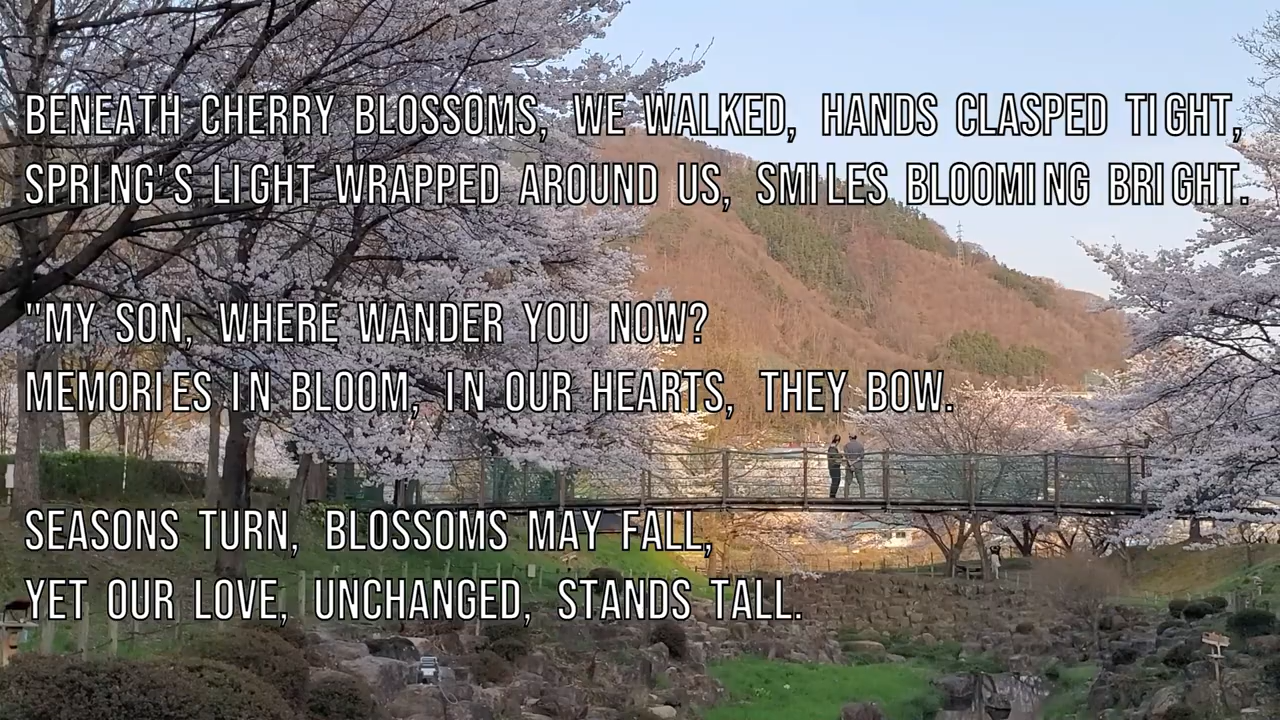 BENEATH CHERRY BLOSSOMS, WE WALKED, HANDS CLASPED TIGHT,
SPRING'S LIGHT WRAPPED AROUND US, SMILES BLOOMING BRIGHT.
"MY SON, WHERE WANDER YOU NOW?
MEMORIES IN BLOOM, IN OUR HEARTS, THEY BOW.
SEASONS TURN, BLOSSOMS MAY FALL,
YET OUR LOVE, UNCHANGED, STANDS TALL.